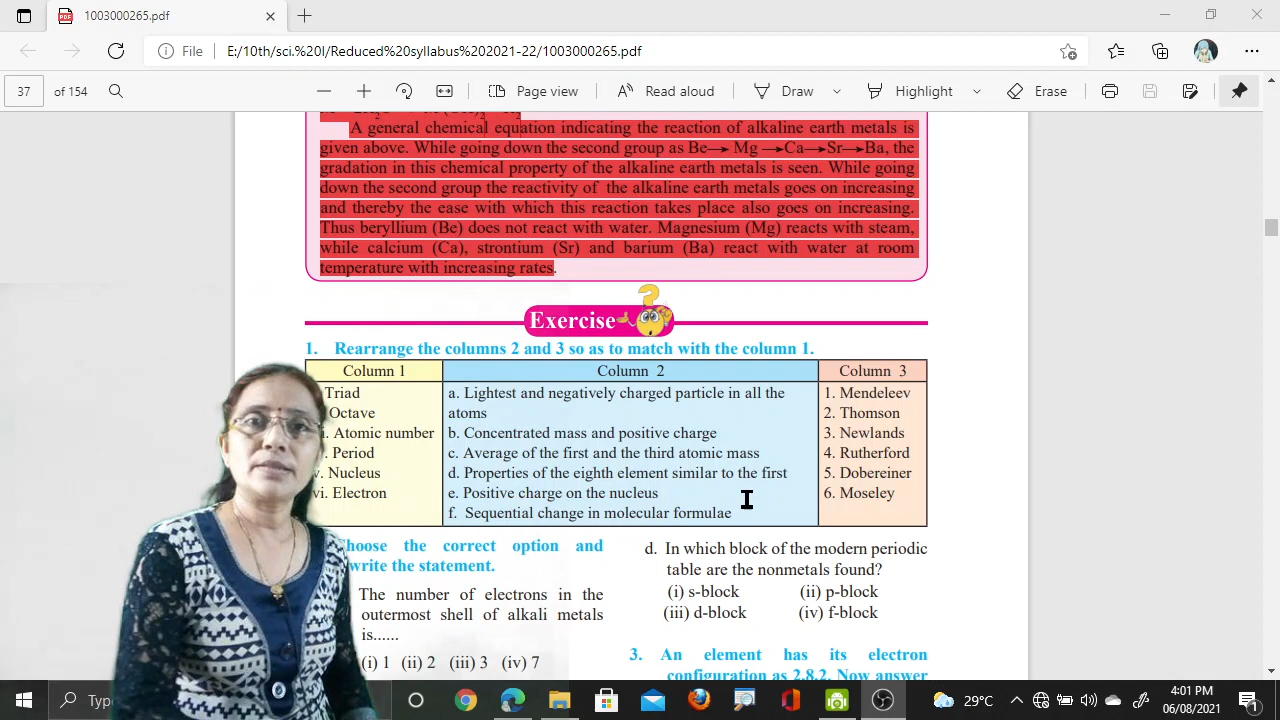 1003000265.pdf
File E:/10th/sci.%20I/Reduced%20syllabus%202021-22/1003000265.pdf
37 of 154 Page view Read aloud Draw Highlight Erase
A general chemical equation indicating the reaction of alkaline earth metals is
given above. While going down the second group as Be→ Mg →Ca→Sr→Ba, the
gradation in this chemical property of the alkaline earth metals is seen. While going
down the second group the reactivity of the alkaline earth metals goes on increasing
and thereby the ease with which this reaction takes place also goes on increasing.
Thus beryllium (Be) does not react with water. Magnesium (Mg) reacts with steam,
while calcium (Ca), strontium (Sr) and barium (Ba) react with water at room
temperature with increasing rates.
Exercise
1. Rearrange the columns 2 and 3 so as to match with the column 1.
Column 1
Triad
Octave
i. Atomic number
. Period
v. Nucleus
vi. Electron
Column 2
a. Lightest and negatively charged particle in all the
atoms
b. Concentrated mass and positive charge
c. Average of the first and the third atomic mass
d. Properties of the eighth element similar to the first
e. Positive charge on the nucleus
f. Sequential change in molecular formulae
Column 3
1. Mendeleev
2. Thomson
3. Newlands
4. Rutherford
5. Dobereiner
6. Moseley
hoose the correct option and
write the statement.
The number of electrons in the
outermost shell of alkali metals
is......
(i) 1 (ii) 2 (iii) 3 (iv) 7
d. In which block of the modern periodic
table are the nonmetals found?
(i) s-block (ii) p-block
(iii) d-block (iv) f-block
3. An element has its electron
configuration as 2,8,2. Now answer
Typ
29°C
4:01 PM
06/08/2021
1